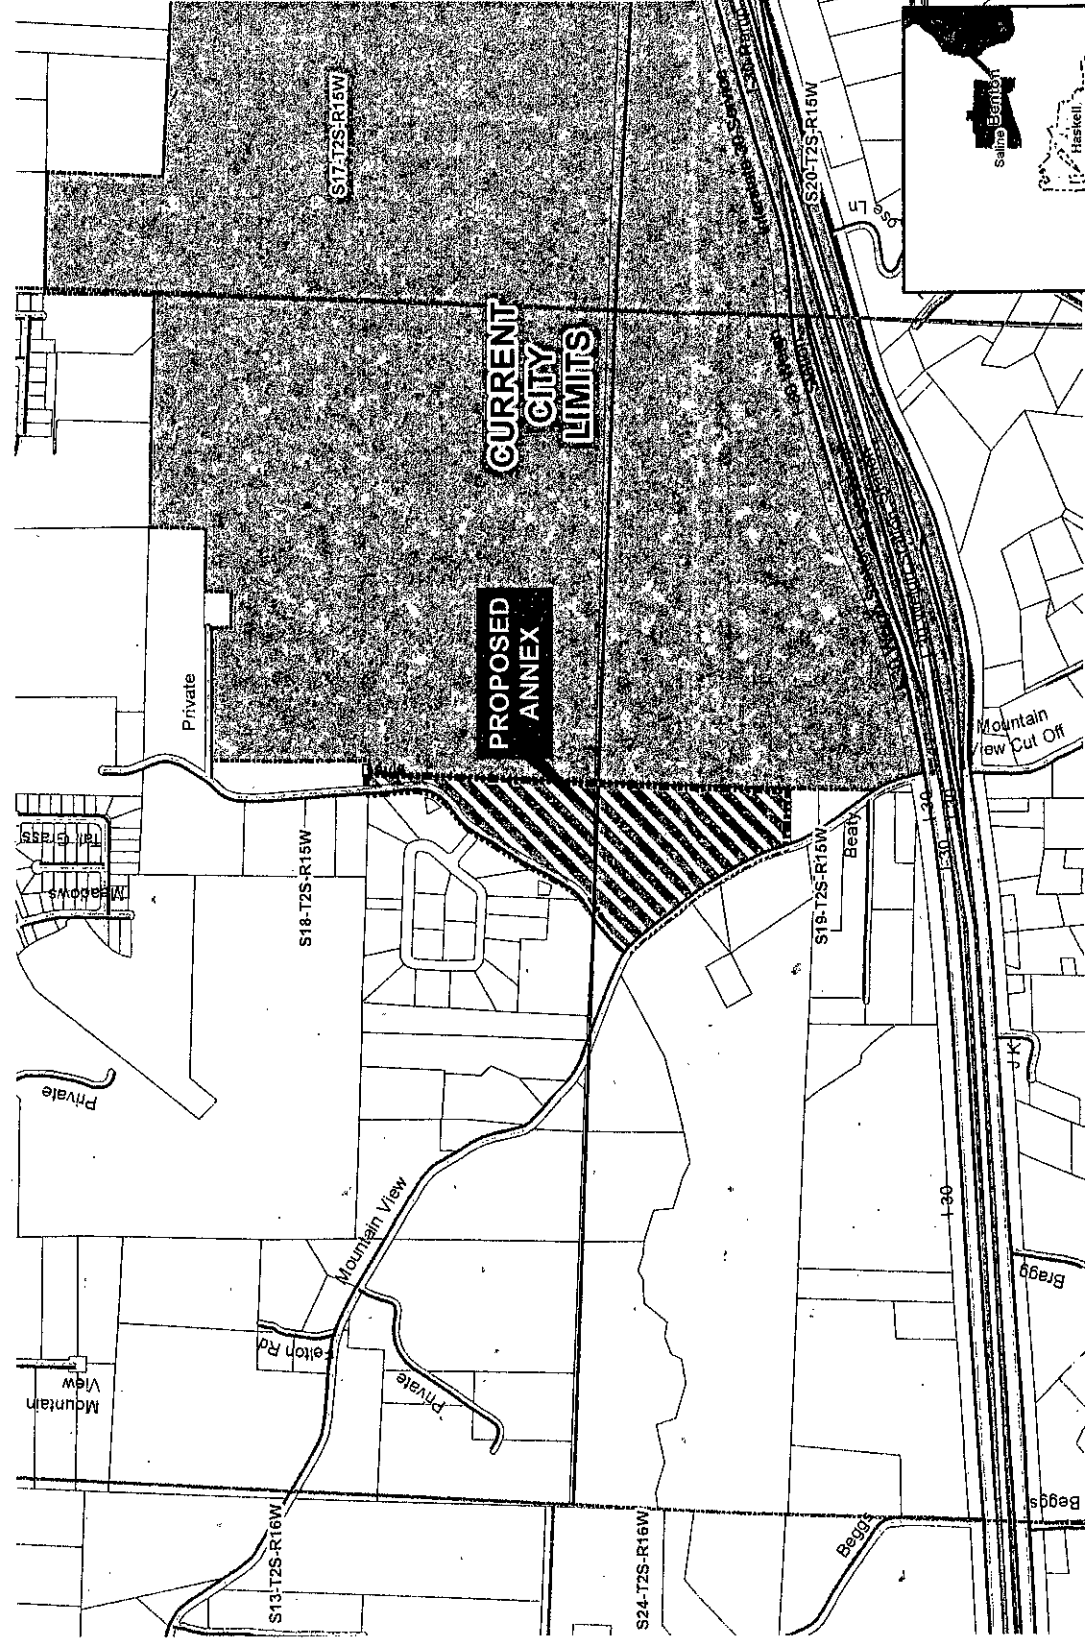 S17-T2S-R15W
S20-T2S-R15W
Saline
Benton
Haskell
CURRENT
CITY
LIMITS
PROPOSED
ANNEX
Private
Mountain
View Cut Off
Tall Grass
Meadows
S18-T2S-R15W
S19-T2S-R15W
Beaty
I 30
I 30
I 30
J K
Private
Mountain View
Felton Rd
Private
Mountain
View
Bragg
S13-T2S-R16W
S24-T2S-R16W
Beggs
Beggs